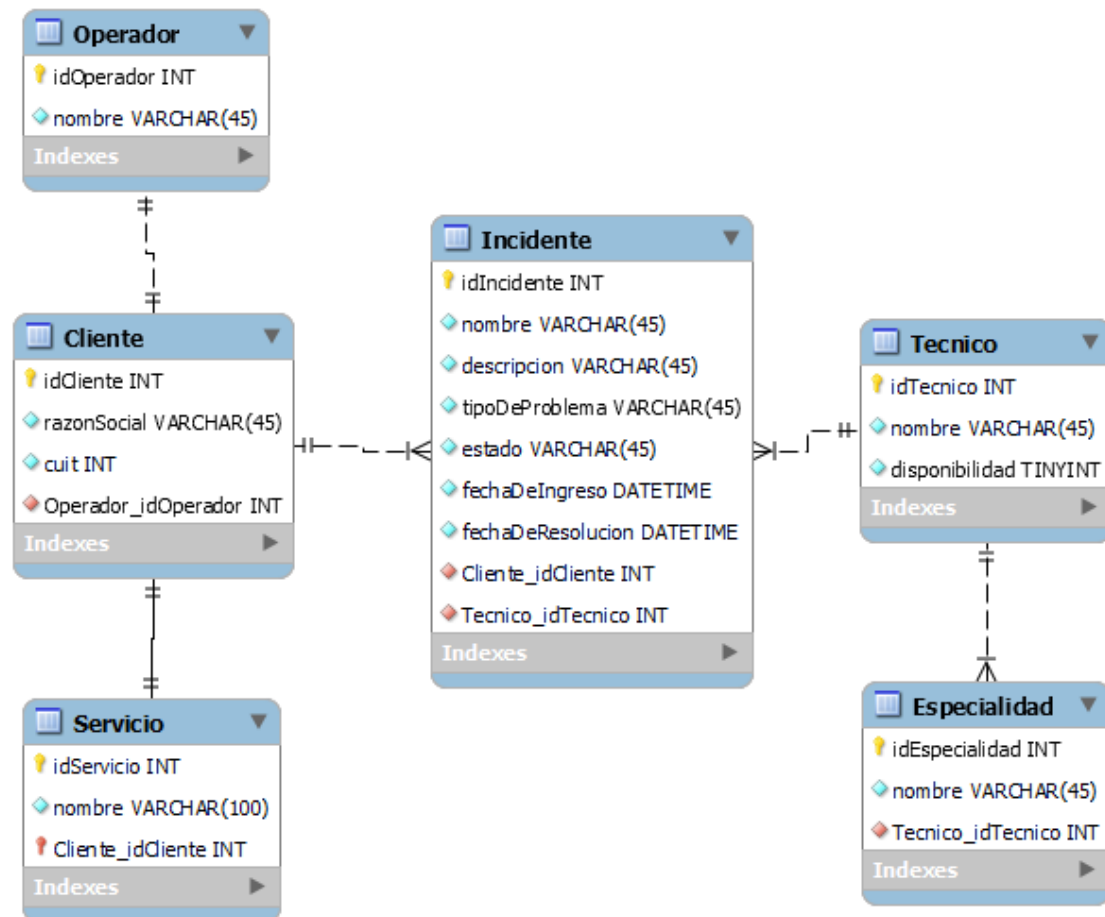 Operador
idOperador INT
nombre VARCHAR(45)
Indexes
Cliente
idCliente INT
razonSocial VARCHAR(45)
cuit INT
Operador_idOperador INT
Indexes
Servicio
idServicio INT
nombre VARCHAR(100)
Cliente_idCliente INT
Indexes
Incidente
idIncidente INT
nombre VARCHAR(45)
descripcion VARCHAR(45)
tipoDeProblema VARCHAR(45)
estado VARCHAR(45)
fechaDeIngreso DATETIME
fechaDeResolucion DATETIME
Cliente_idCliente INT
Tecnico_idTecnico INT
Indexes
Tecnico
idTecnico INT
nombre VARCHAR(45)
disponibilidad TINYINT
Indexes
Especialidad
idEspecialidad INT
nombre VARCHAR(45)
Tecnico_idTecnico INT
Indexes